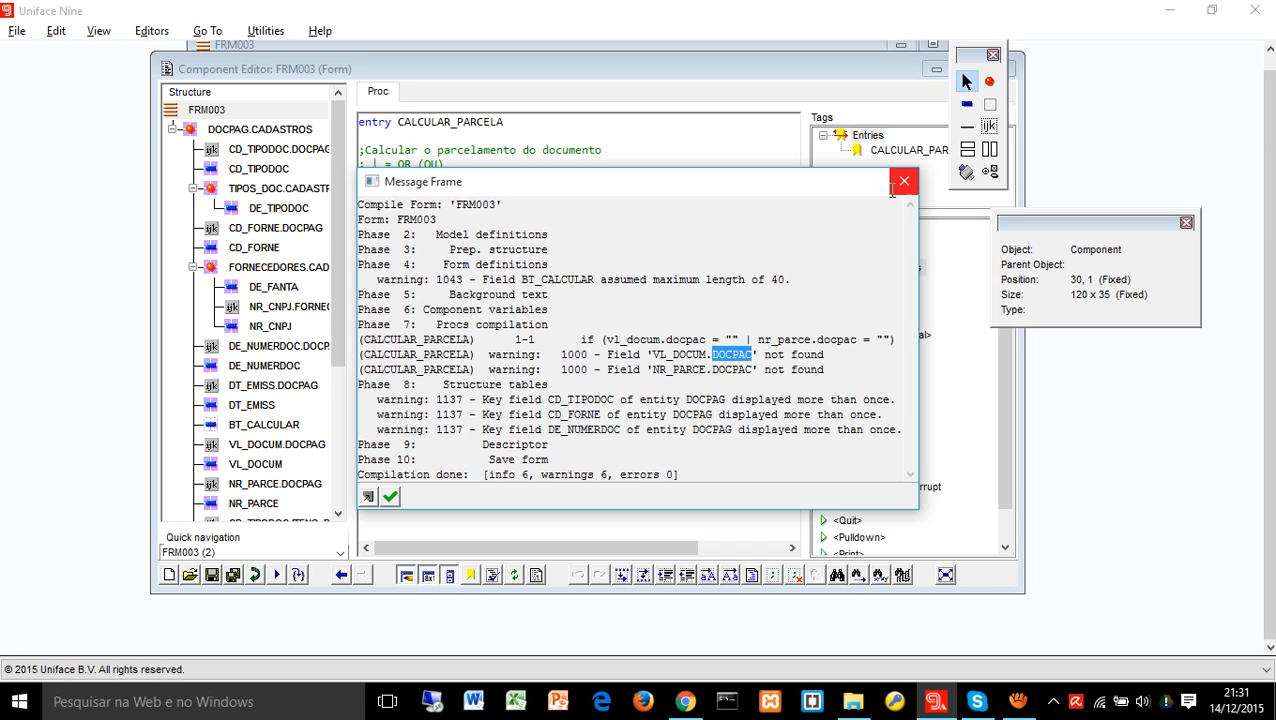 Uniface Nine
File Edit View Editors Go To Utilities Help
FRM003
Component Editor: FRM003 (Form)
Structure
FRM003
DOCPAG.CADASTROS
CD_TIPODOC.DOCPAG
CD_TIPODOC
TIPOS_DOC.CADASTR
DE_TIPODOC
CD_FORNE.DOCPAG
CD_FORNE
FORNECEDORES.CAD
DE_FANTA
NR_CNPJ.FORNEC
NR_CNPJ
DE_NUMERDOC.DOCP
DE_NUMERDOC
DT_EMISS.DOCPAG
DT_EMISS
BT_CALCULAR
VL_DOCUM.DOCPAG
VL_DOCUM
NR_PARCE.DOCPAG
NR_PARCE
Quick navigation
FRM003 (2)
Proc
entry CALCULAR_PARCELA
;Calcular o parcelamento do documento
; | = OR (OU)
Tags
Entries
CALCULAR_PAR
Message Frame
Compile Form: 'FRM003'
Form: FRM003
Phase 2: Model definitions
Phase 3: Prep. structure
Phase 4: Form definitions
warning: 1043 - Field BT_CALCULAR assumed maximum length of 40.
Phase 5: Background text
Phase 6: Component variables
Phase 7: Procs compilation
(CALCULAR_PARCELA) 1-1 if (vl_docum.docpac = "" | nr_parce.docpac = "")
(CALCULAR_PARCELA) warning: 1000 - Field 'VL_DOCUM.DOCPAC' not found
(CALCULAR_PARCELA) warning: 1000 - Field 'NR_PARCE.DOCPAC' not found
Phase 8: Structure tables
warning: 1137 - Key field CD_TIPODOC of entity DOCPAG displayed more than once.
warning: 1137 - Key field CD_FORNE of entity DOCPAG displayed more than once.
warning: 1137 - Key field DE_NUMERDOC of entity DOCPAG displayed more than once.
Phase 9: Descriptor
Phase 10: Save form
Compilation done: [info 6, warnings 6, errors 0]
Object: Component
Parent Object:
Position: 30, 1 (Fixed)
Size: 120 x 35 (Fixed)
Type:
<Quit>
<Pulldown>
© 2015 Uniface B.V. All rights reserved.
Pesquisar na Web e no Windows
21:31
14/12/2015